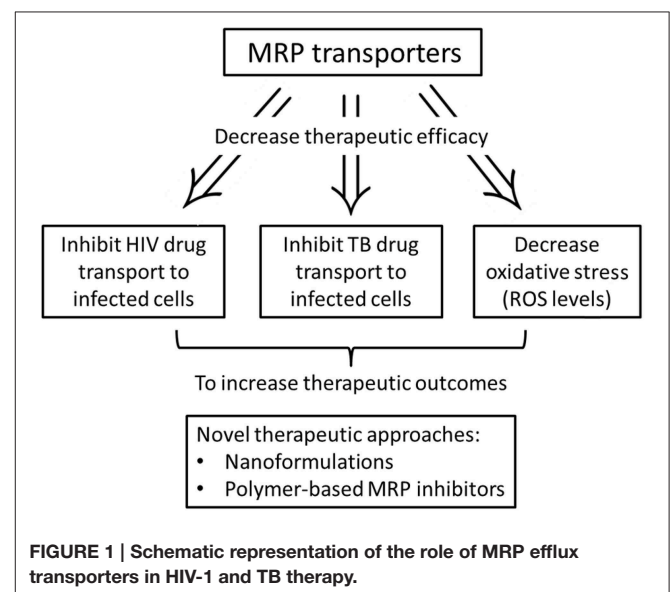 MRP transporters
Decrease therapeutic efficacy
Inhibit HIV drug
transport to
infected cells
Inhibit TB drug
transport to
infected cells
Decrease
oxidative stress
(ROS levels)
To increase therapeutic outcomes
Novel therapeutic approaches:
• Nanoformulations
• Polymer-based MRP inhibitors
FIGURE 1 | Schematic representation of the role of MRP efflux
transporters in HIV-1 and TB therapy.